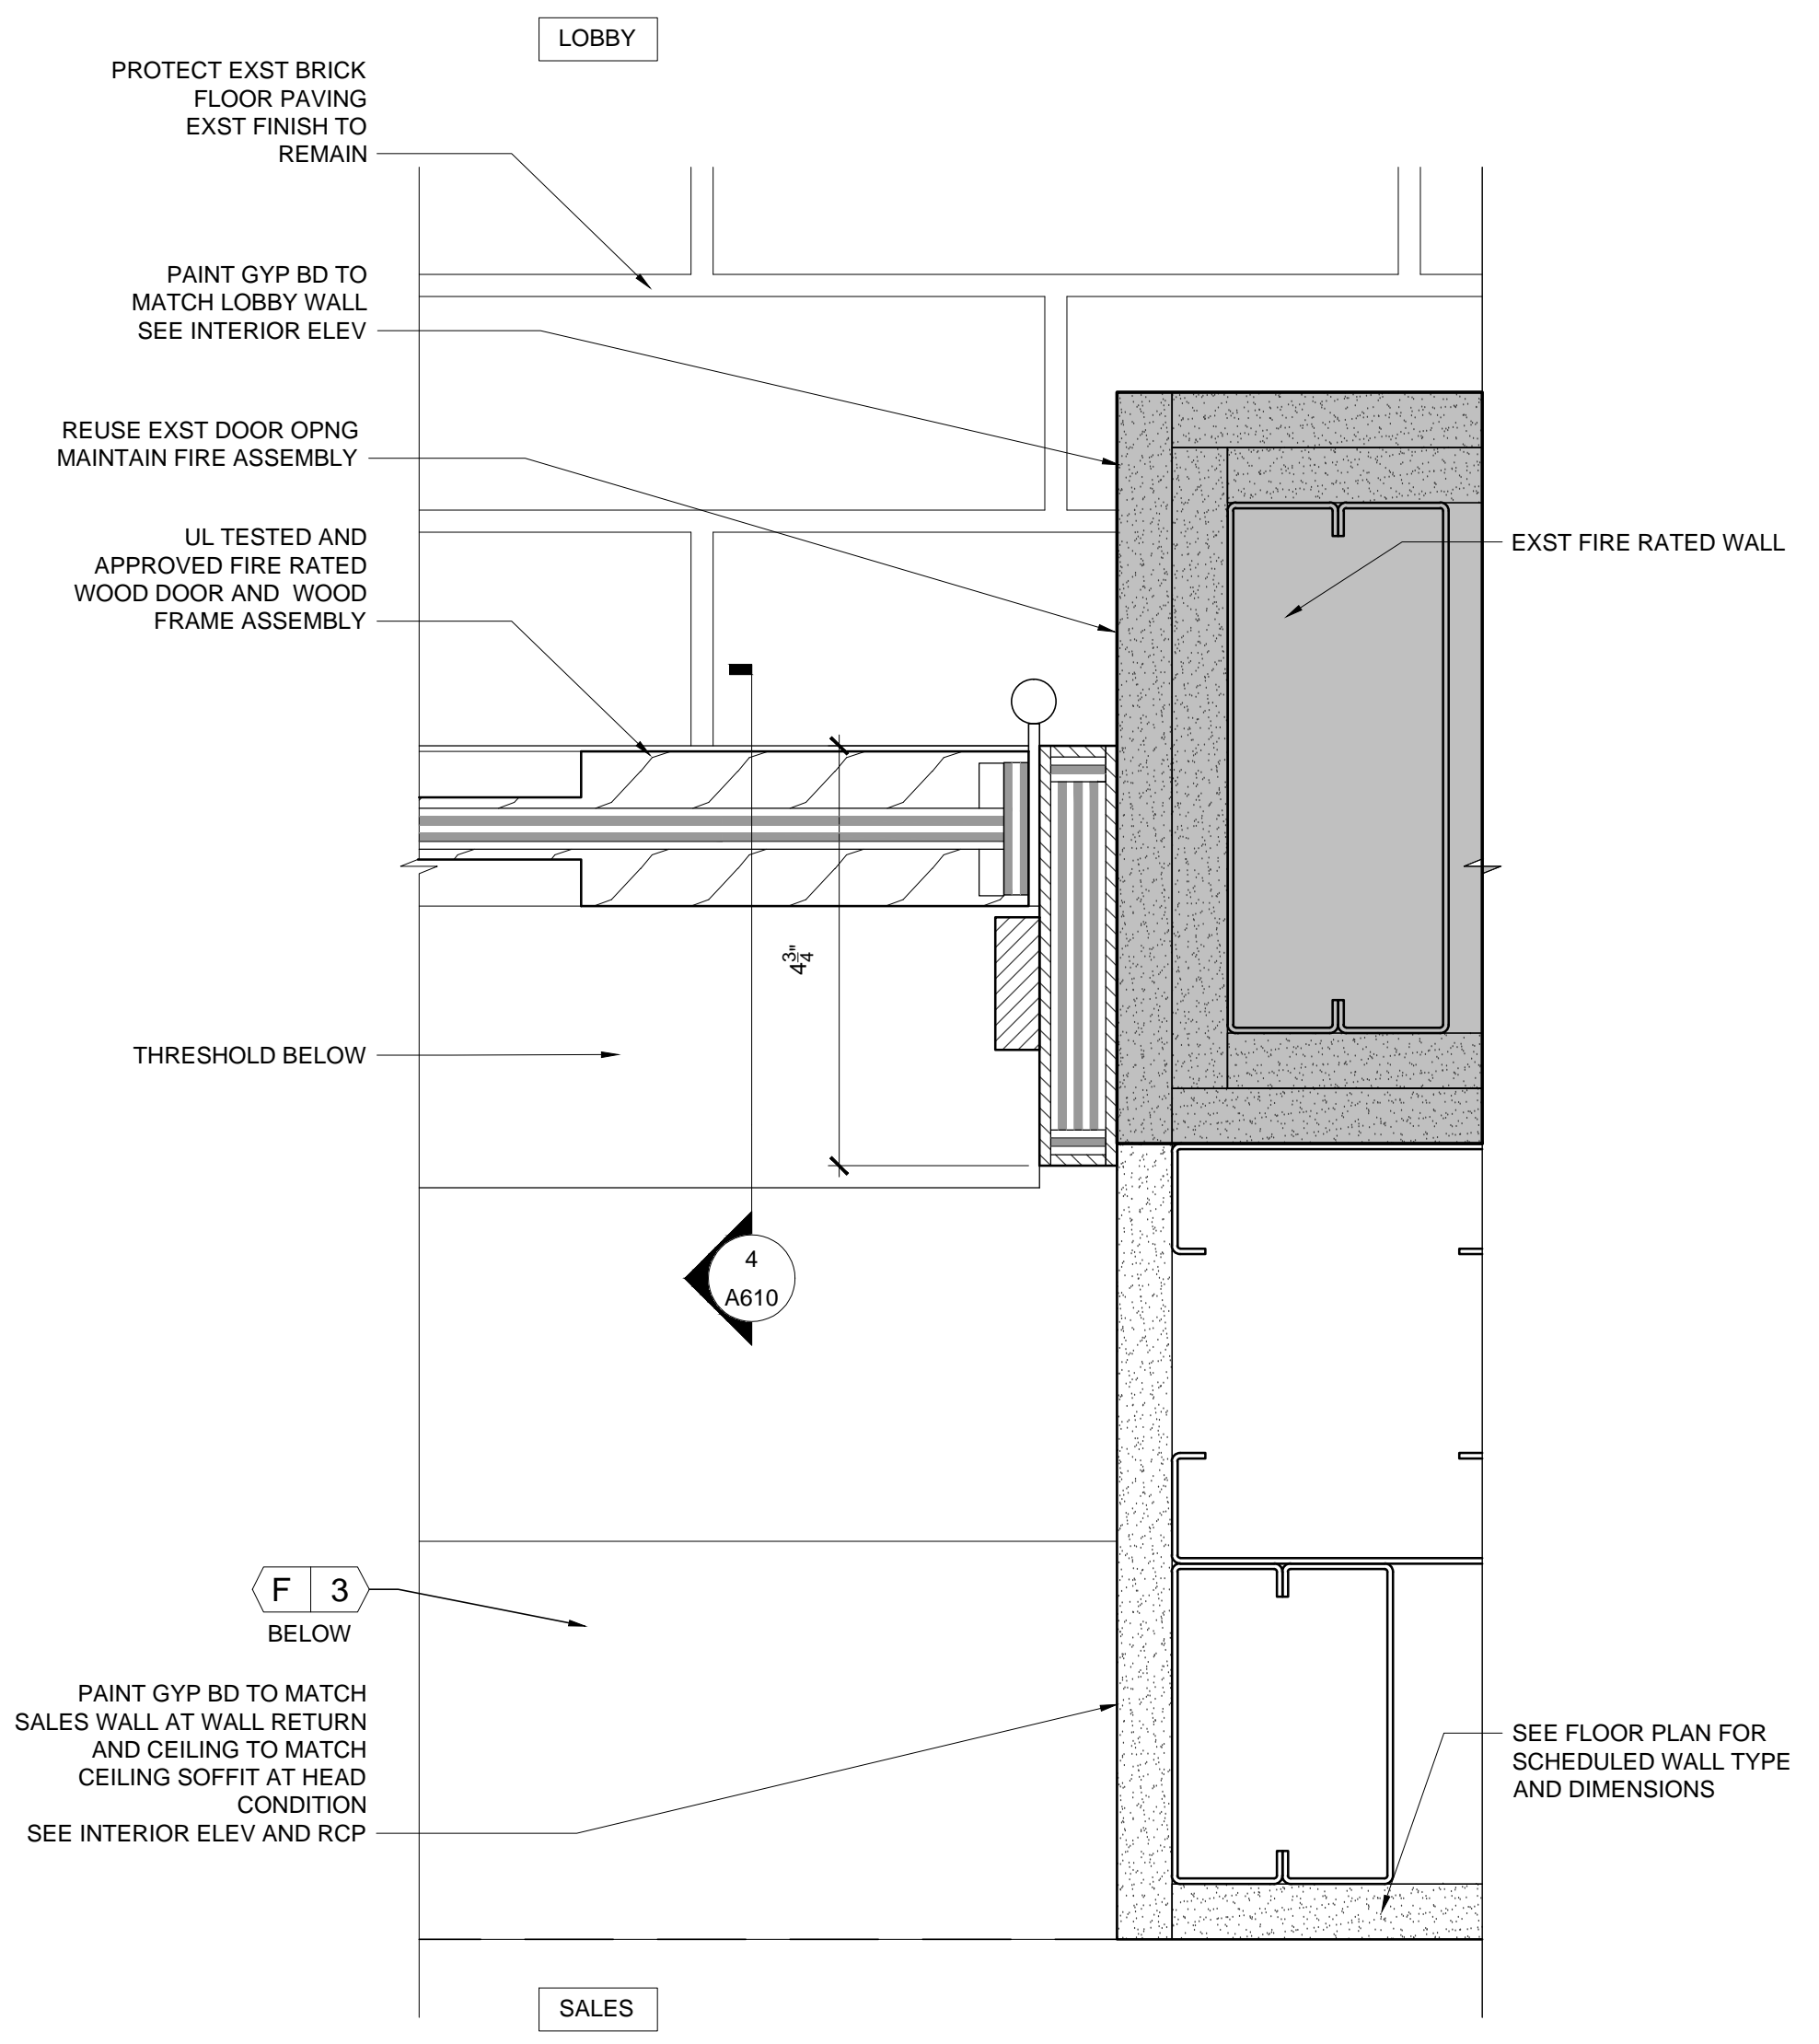 LOBBY
PROTECT EXST BRICK
FLOOR PAVING
EXST FINISH TO
REMAIN
PAINT GYP BD TO
MATCH LOBBY WALL
SEE INTERIOR ELEV
REUSE EXST DOOR OPNG
MAINTAIN FIRE ASSEMBLY
UL TESTED AND
APPROVED FIRE RATED
WOOD DOOR AND WOOD
FRAME ASSEMBLY
EXST FIRE RATED WALL
4 3/4"
THRESHOLD BELOW
4
A610
F 3
BELOW
PAINT GYP BD TO MATCH
SALES WALL AT WALL RETURN
AND CEILING TO MATCH
CEILING SOFFIT AT HEAD
CONDITION
SEE INTERIOR ELEV AND RCP
SEE FLOOR PLAN FOR
SCHEDULED WALL TYPE
AND DIMENSIONS
SALES